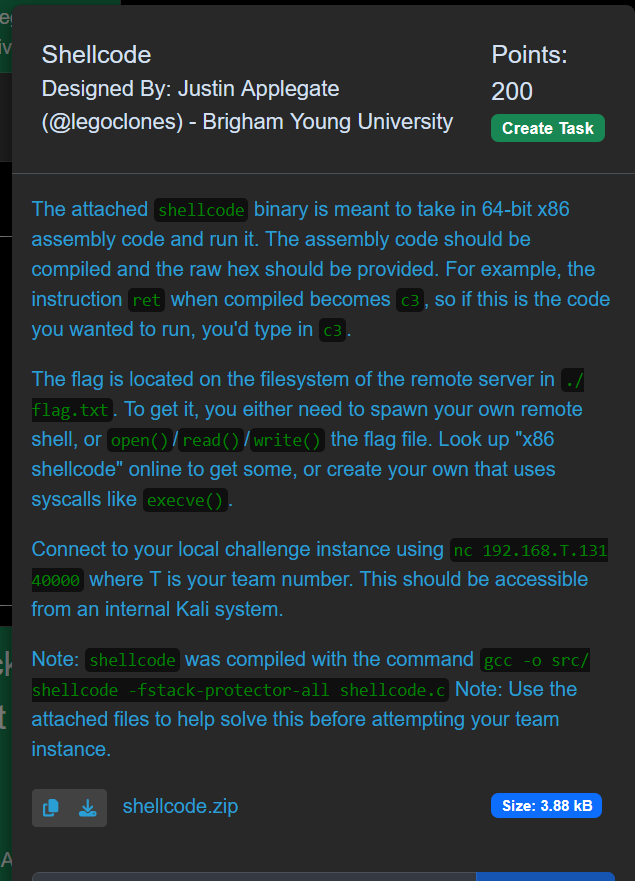 Shellcode
Designed By: Justin Applegate
(@legoclones) - Brigham Young University
Points:
200
Create Task
The attached shellcode binary is meant to take in 64-bit x86
assembly code and run it. The assembly code should be
compiled and the raw hex should be provided. For example, the
instruction ret when compiled becomes c3, so if this is the code
you wanted to run, you'd type in c3.
The flag is located on the filesystem of the remote server in ./
flag.txt. To get it, you either need to spawn your own remote
shell, or open()/read()/write() the flag file. Look up "x86
shellcode" online to get some, or create your own that uses
syscalls like execve().
Connect to your local challenge instance using nc 192.168.T.131
40000 where T is your team number. This should be accessible
from an internal Kali system.
Note: shellcode was compiled with the command gcc -o src/
shellcode -fstack-protector-all shellcode.c Note: Use the
attached files to help solve this before attempting your team
instance.
shellcode.zip
Size: 3.88 kB